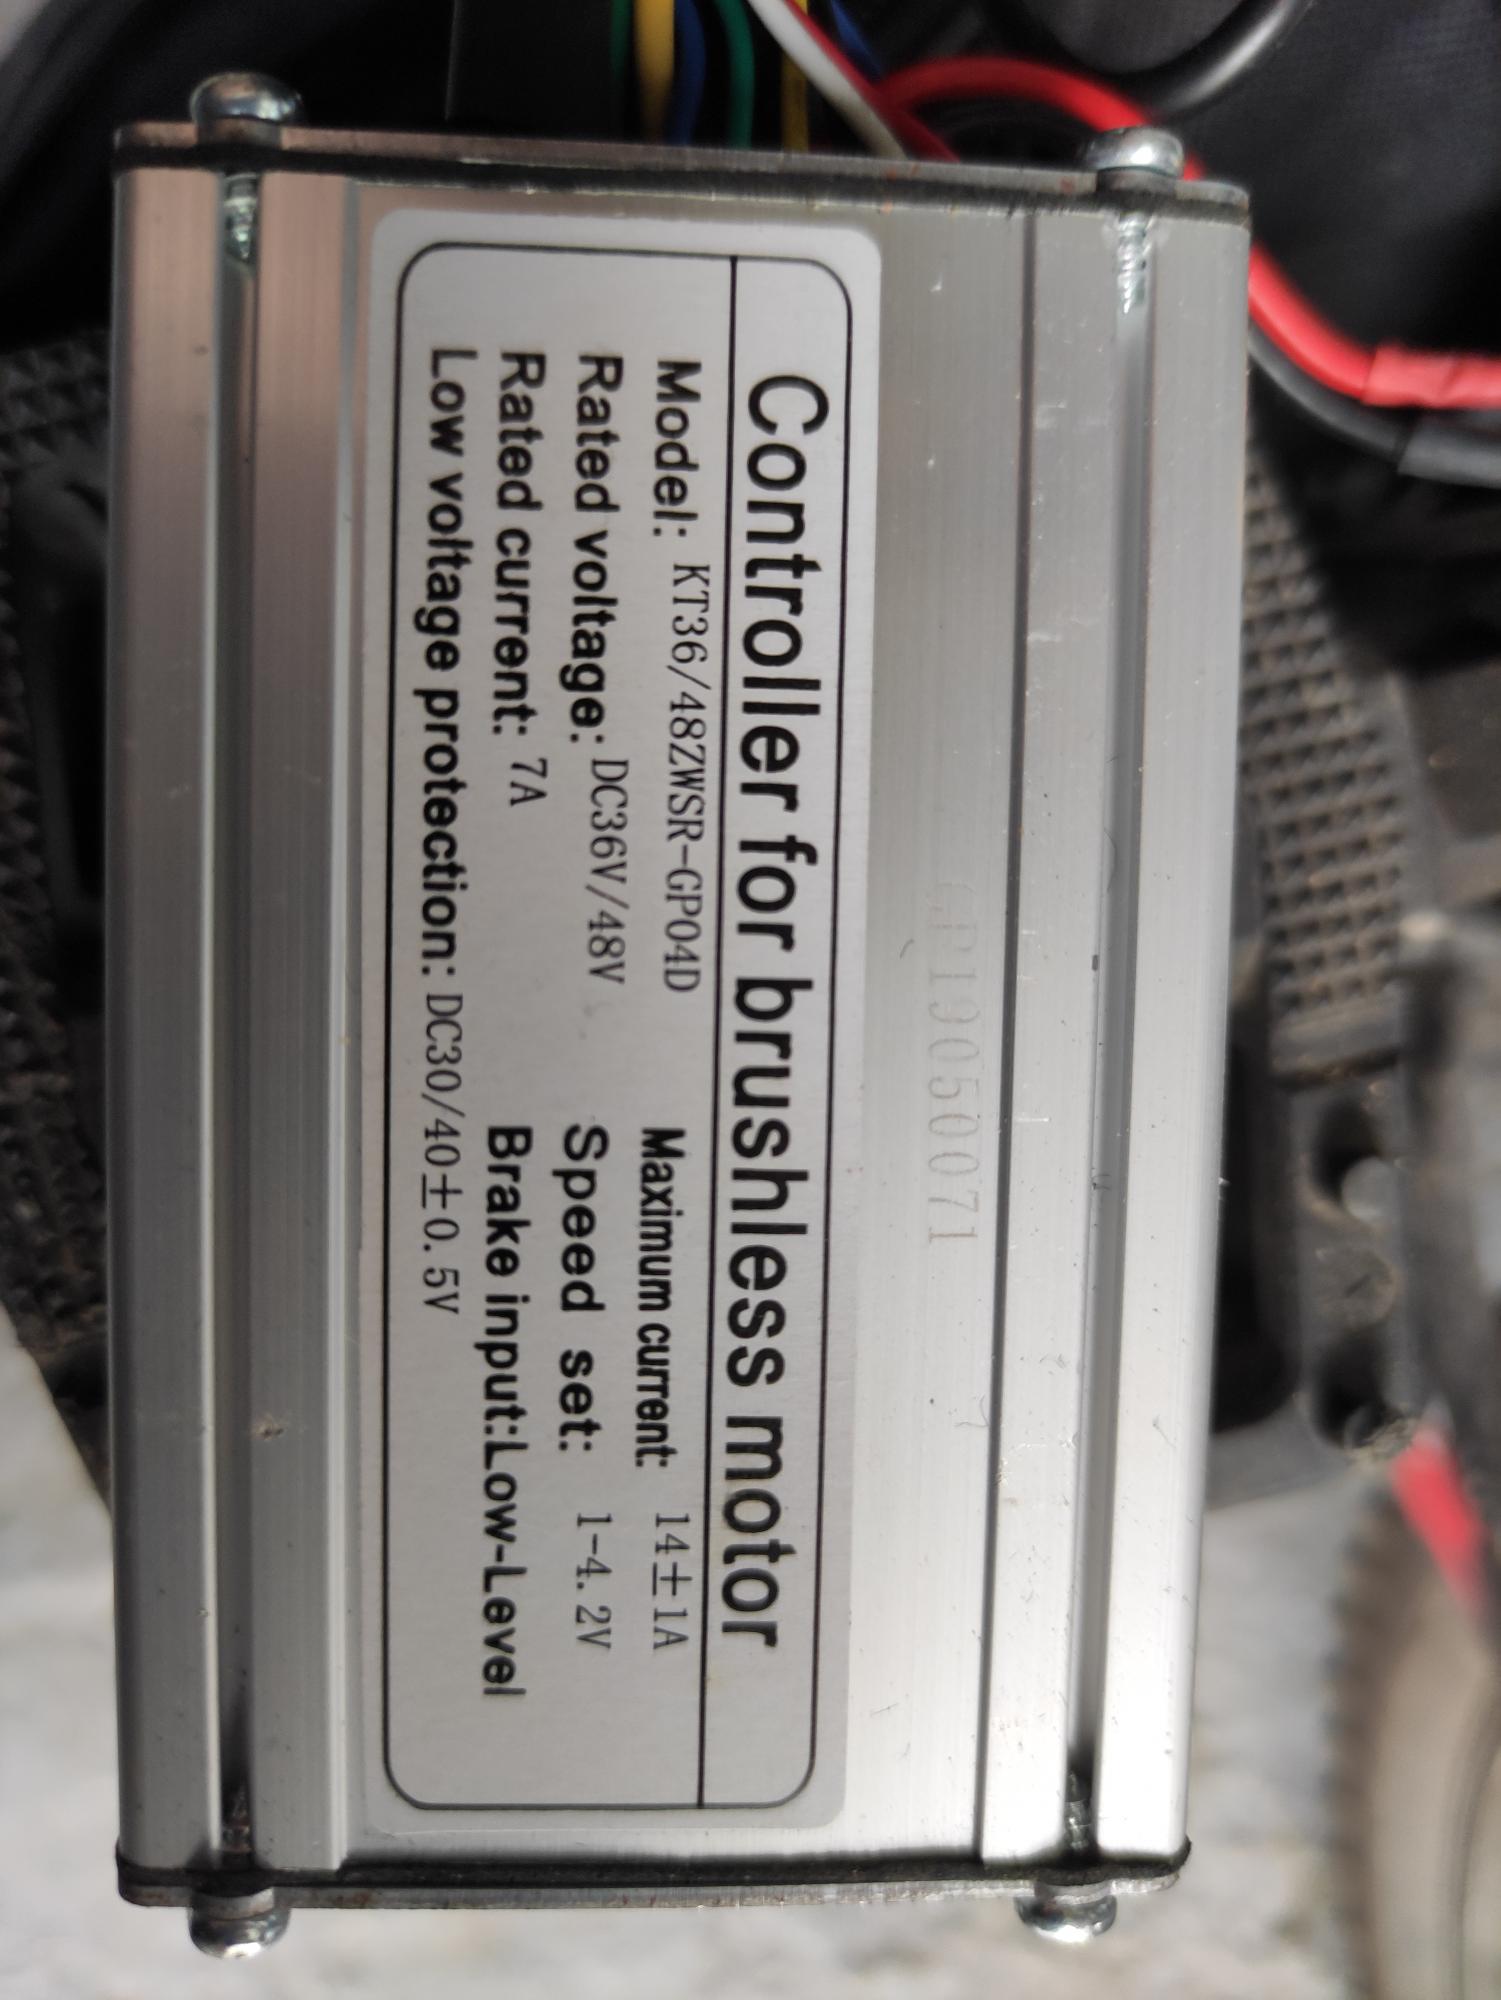 GP19050071
Controller for brushless motor
Model: KT36/48ZWSR-GP04D Maximum current: 14±1A
Rated voltage: DC36V/48V Speed set: 1-4.2V
Rated current: 7A Brake input:Low-Level
Low voltage protection: DC30/40±0.5V